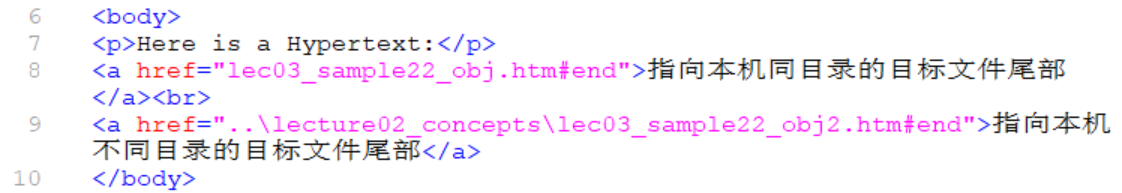 6 <body>
7 <p>Here is a Hypertext:</p>
8 <a href="lec03_sample22_obj.htm#end">指向本机同目录的目标文件尾部
</a><br>
9 <a href="..\lecture02_concepts\lec03_sample22_obj2.htm#end">指向本机
不同目录的目标文件尾部</a>
10 </body>